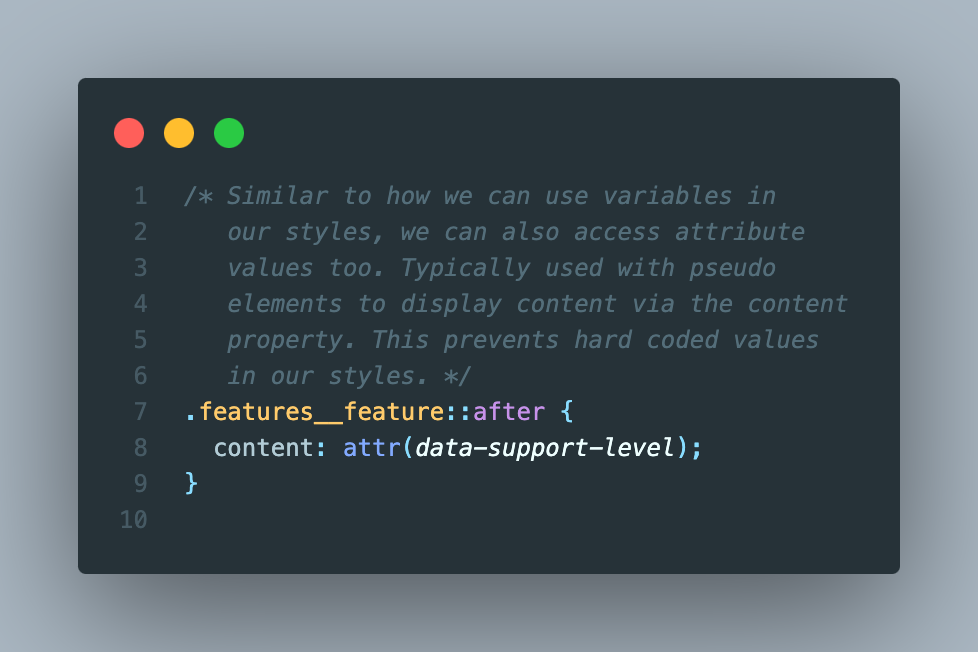 1 /* Similar to how we can use variables in
2 our styles, we can also access attribute
3 values too. Typically used with pseudo
4 elements to display content via the content
5 property. This prevents hard coded values
6 in our styles. */
7 .features__feature::after {
8 content: attr(data-support-level);
9 }
10